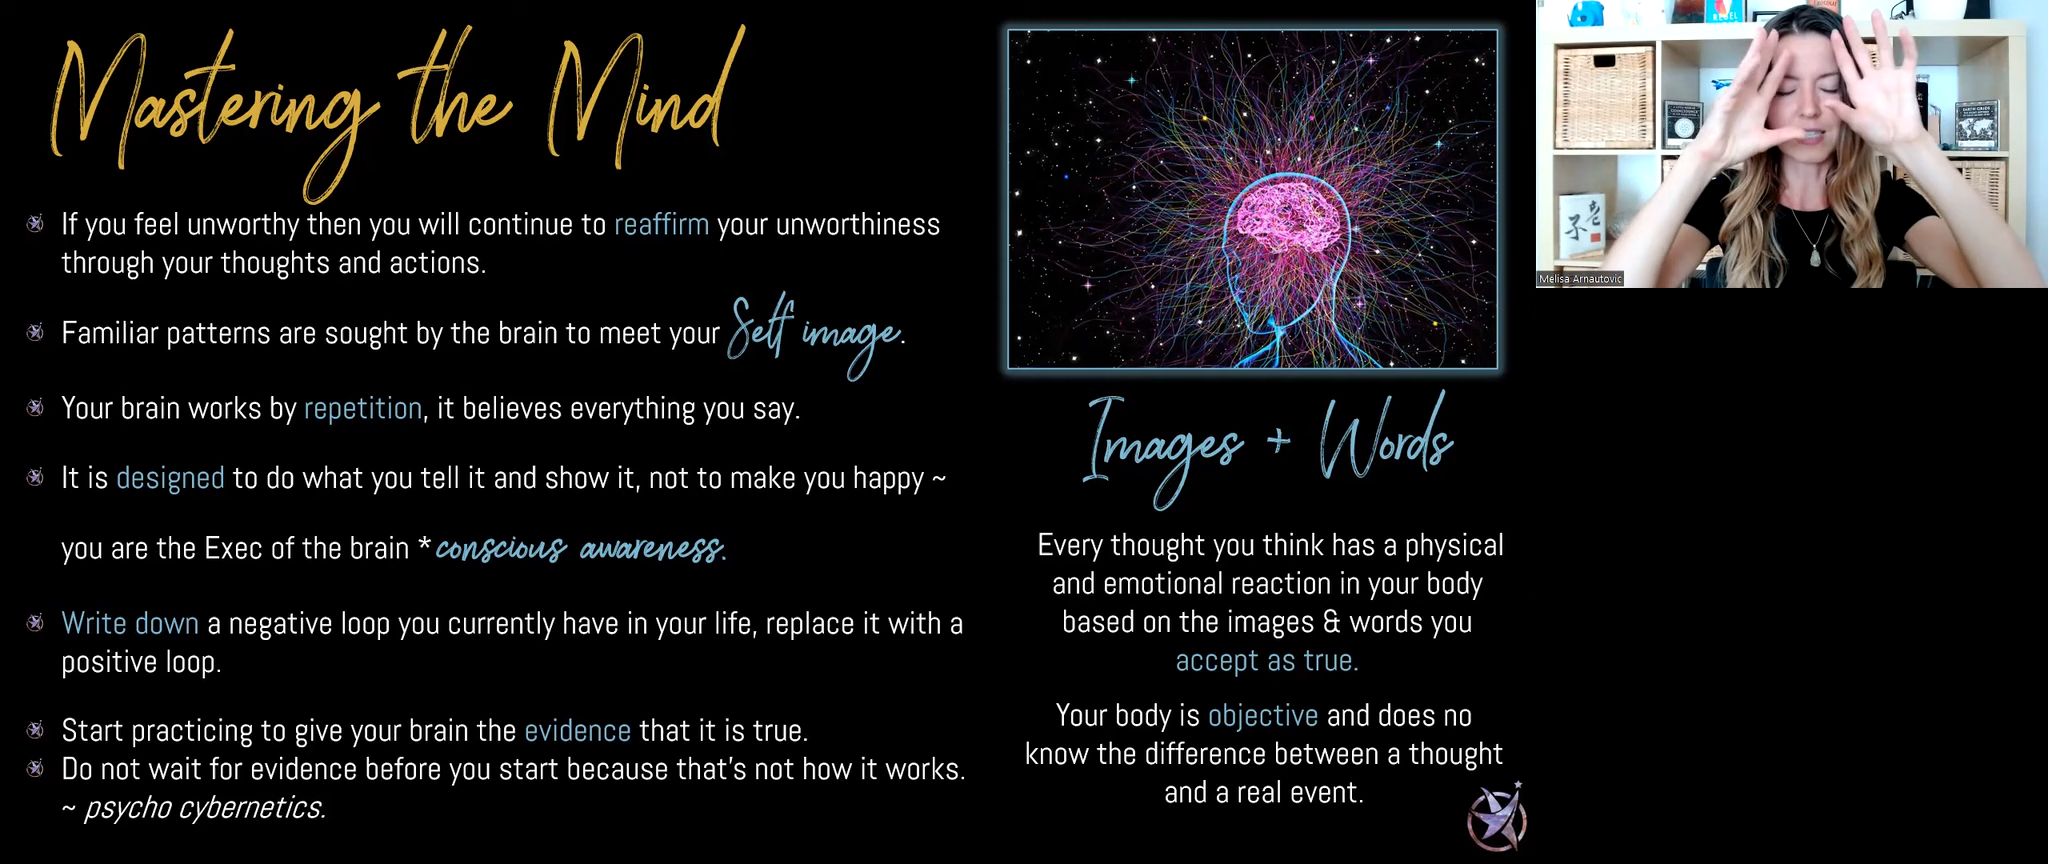 Mastering the Mind
If you feel unworthy then you will continue to reaffirm your unworthiness
through your thoughts and actions.
Familiar patterns are sought by the brain to meet your Self image.
Your brain works by repetition, it believes everything you say.
It is designed to do what you tell it and show it, not to make you happy ~
you are the Exec of the brain *conscious awareness.
Write down a negative loop you currently have in your life, replace it with a
positive loop.
Start practicing to give your brain the evidence that it is true.
Do not wait for evidence before you start because that's not how it works.
~ psycho cybernetics.
Images + Words
Every thought you think has a physical
and emotional reaction in your body
based on the images & words you
accept as true.
Your body is objective and does no
know the difference between a thought
and a real event.
老子
Melisa Arnautovic